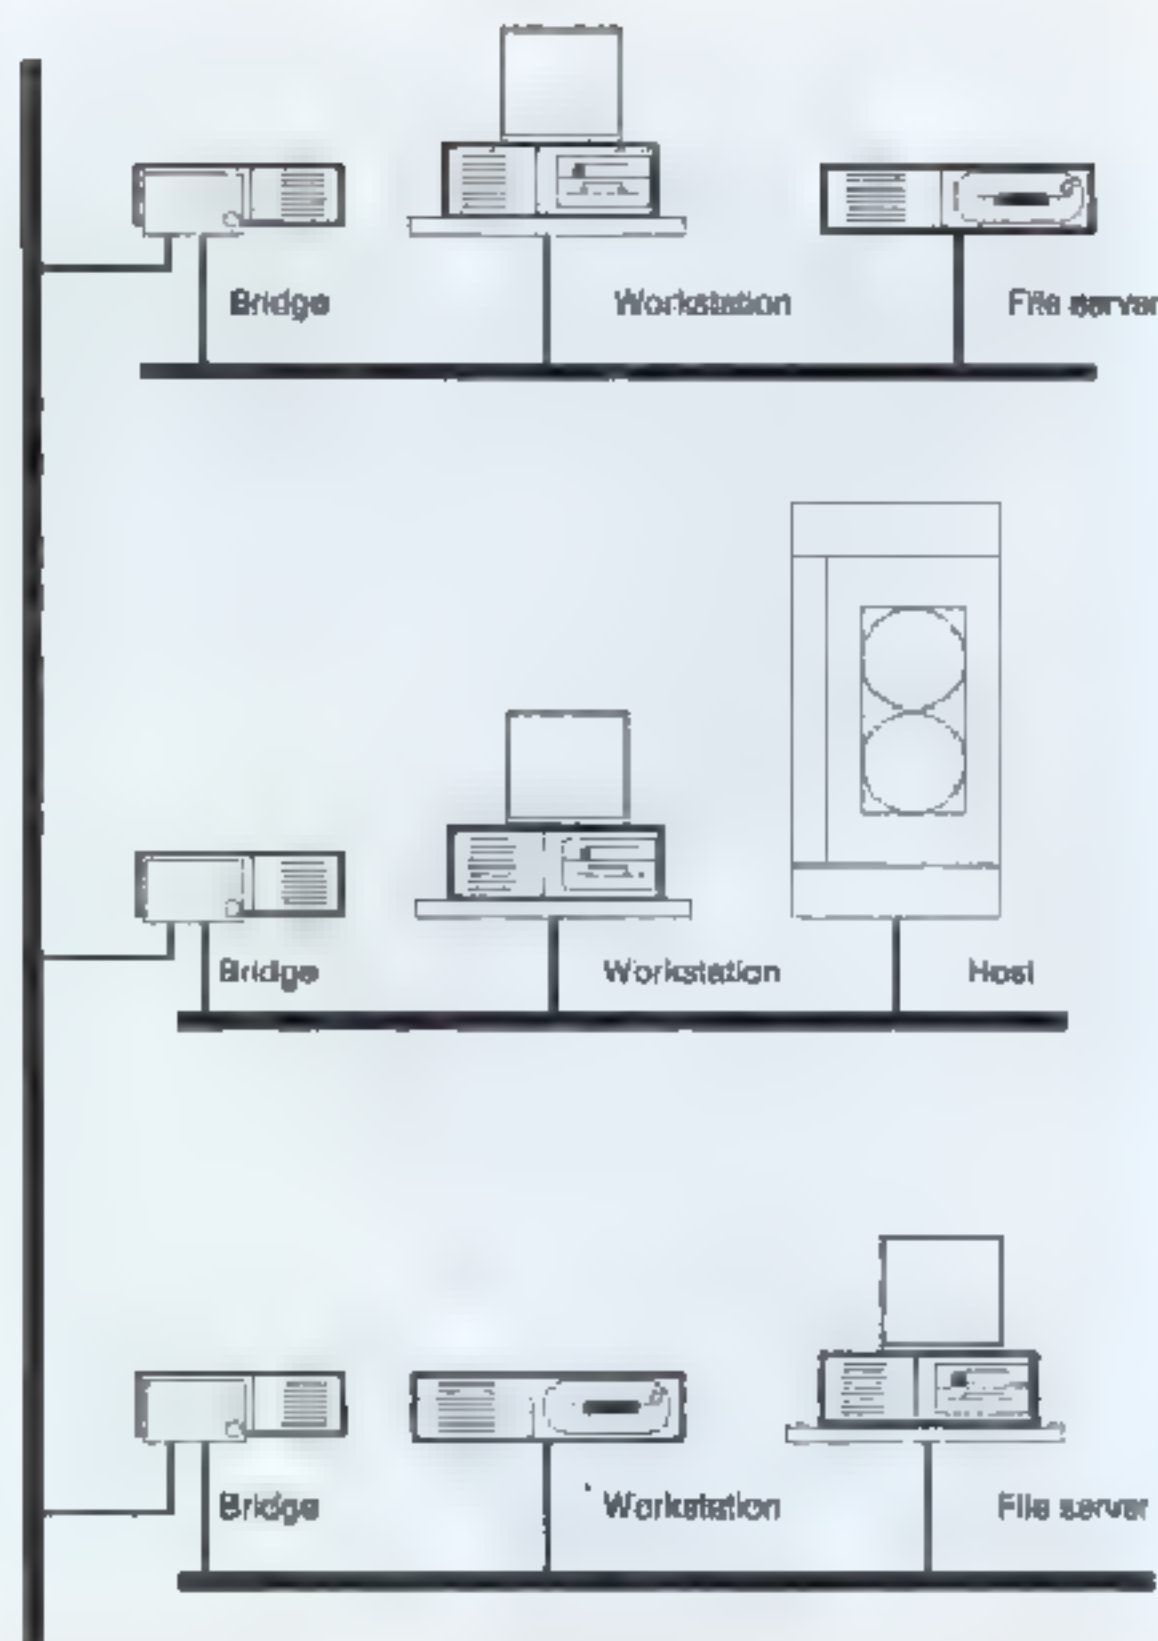 Bridge
Workstation
File server
Bridge
Workstation
Host
Bridge
Workstation
File server